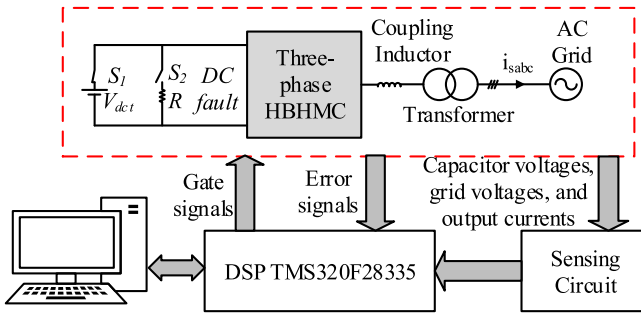 S1
Vdct
S2
R
DC
fault
Three-
phase
HBHMC
Coupling
Inductor
Transformer
isabc
AC
Grid
Gate
signals
Error
signals
Capacitor voltages,
grid voltages, and
output currents
DSP TMS320F28335
Sensing
Circuit